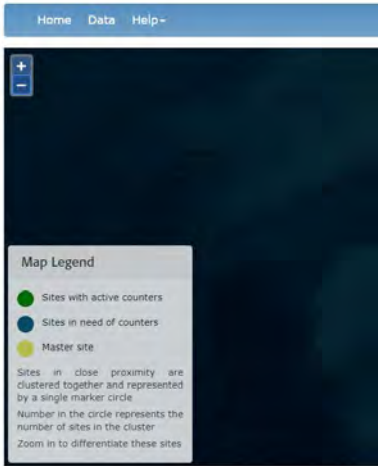 Home Data Help
+
−
Map Legend
Sites with active counters
Sites in need of counters
Master site
Sites in close proximity are
clustered together and represented
by a single marker circle
Number in the circle represents the
number of sites in the cluster
Zoom in to differentiate these sites